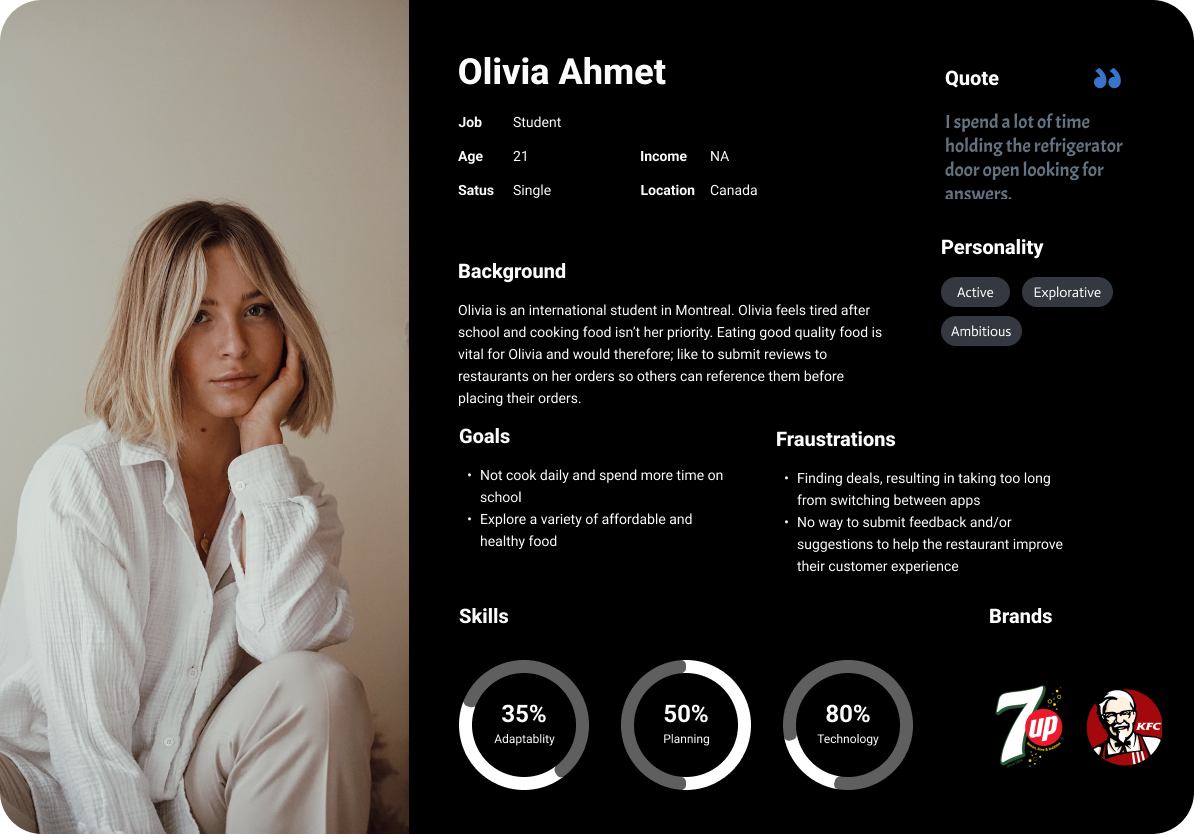 Olivia Ahmet
Job Student
Age 21 Income NA
Satus Single Location Canada
Quote
I spend a lot of time
holding the refrigerator
door open looking for
answers.
Personality
Active Explorative
Ambitious
Background
Olivia is an international student in Montreal. Olivia feels tired after
school and cooking food isn’t her priority. Eating good quality food is
vital for Olivia and would therefore; like to submit reviews to
restaurants on her orders so others can reference them before
placing their orders.
Goals
• Not cook daily and spend more time on
school
• Explore a variety of affordable and
healthy food
Fraustrations
• Finding deals, resulting in taking too long
from switching between apps
• No way to submit feedback and/or
suggestions to help the restaurant improve
their customer experience
Skills
35%
Adaptablity
50%
Planning
80%
Technology
Brands
7up
KFC